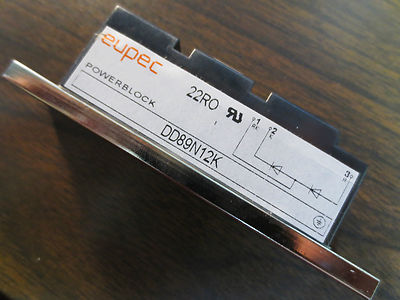 eupec
POWERBLOCK
22RO
DD89N12K
1
2
3